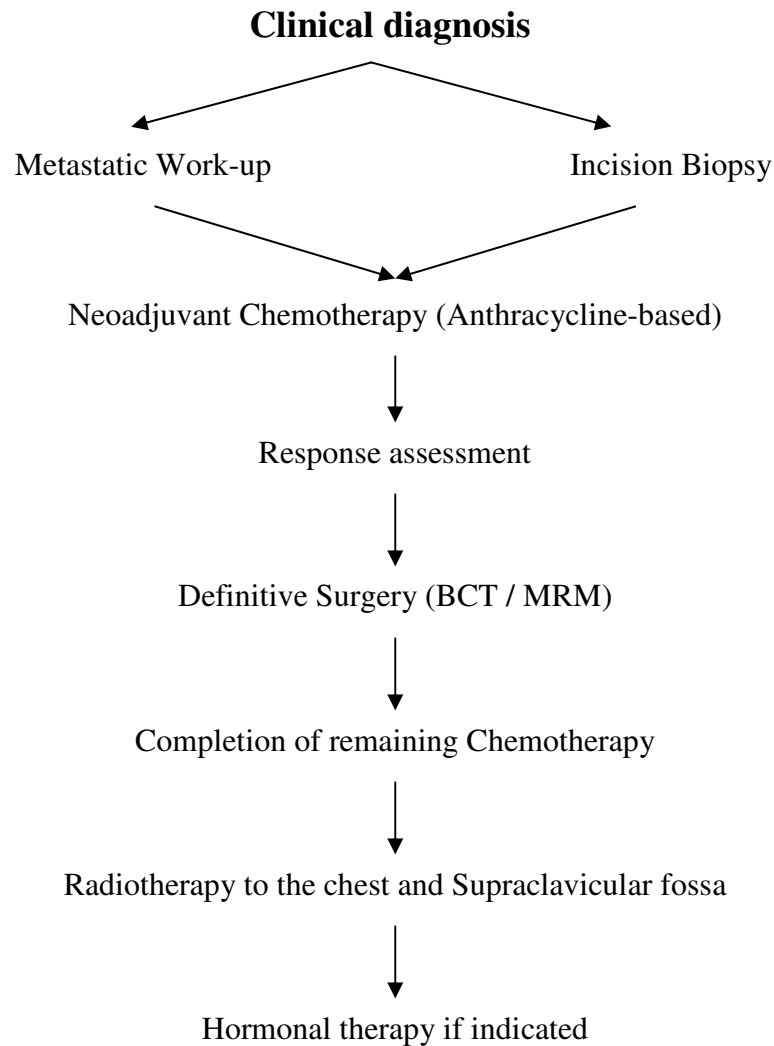 Clinical diagnosis
Metastatic Work-up
Incision Biopsy
Neoadjuvant Chemotherapy (Anthracycline-based)
Response assessment
Definitive Surgery (BCT / MRM)
Completion of remaining Chemotherapy
Radiotherapy to the chest and Supraclavicular fossa
Hormonal therapy if indicated